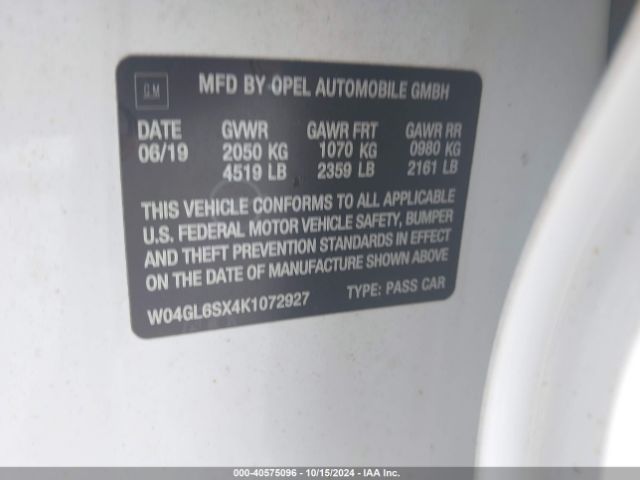 GM
MFD BY OPEL AUTOMOBILE GMBH
DATE GVWR GAWR FRT GAWR RR
06/19 2050 KG 1070 KG 0980 KG
4519 LB 2359 LB 2161 LB
THIS VEHICLE CONFORMS TO ALL APPLICABLE
U.S. FEDERAL MOTOR VEHICLE SAFETY, BUMPER
AND THEFT PREVENTION STANDARDS IN EFFECT
ON THE DATE OF MANUFACTURE SHOWN ABOVE
W04GL6SX4K1072927 TYPE: PASS CAR
000-40575096 - 10/15/2024 - IAA Inc.